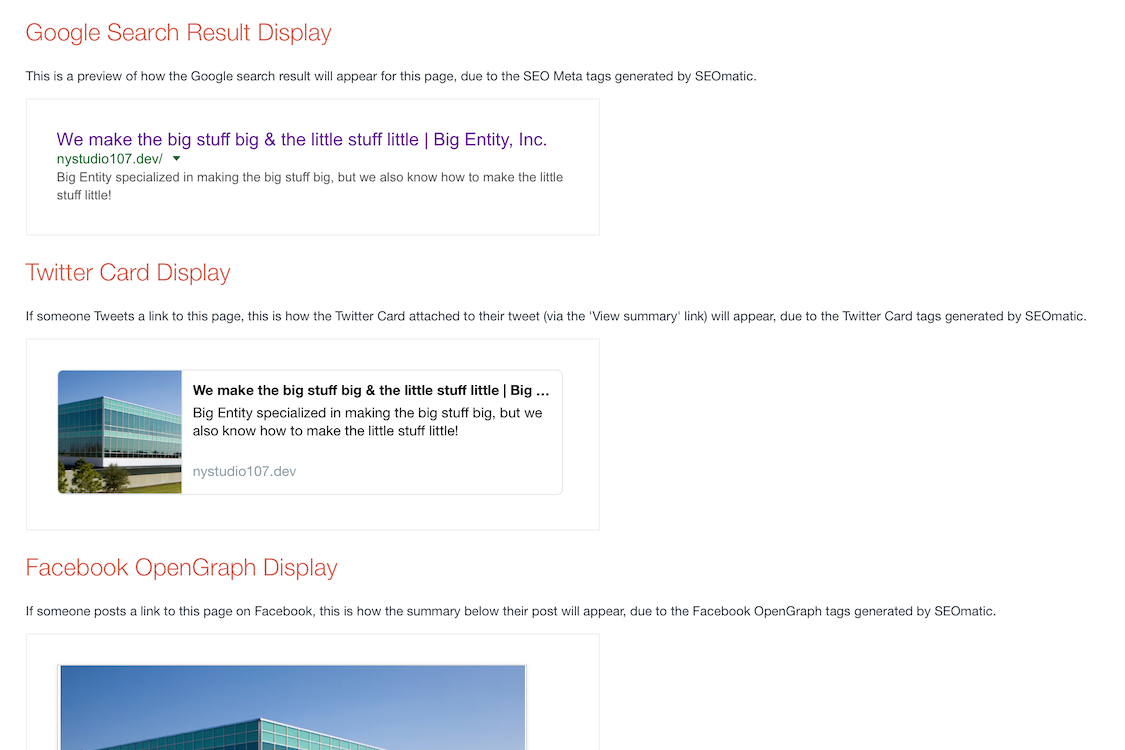 Google Search Result Display
This is a preview of how the Google search result will appear for this page, due to the SEO Meta tags generated by SEOmatic.
We make the big stuff big & the little stuff little | Big Entity, Inc.
nystudio107.dev/
Big Entity specialized in making the big stuff big, but we also know how to make the little
stuff little!
Twitter Card Display
If someone Tweets a link to this page, this is how the Twitter Card attached to their tweet (via the 'View summary' link) will appear, due to the Twitter Card tags generated by SEOmatic.
We make the big stuff big & the little stuff little | Big ...
Big Entity specialized in making the big stuff big, but we
also know how to make the little stuff little!
nystudio107.dev
Facebook OpenGraph Display
If someone posts a link to this page on Facebook, this is how the summary below their post will appear, due to the Facebook OpenGraph tags generated by SEOmatic.